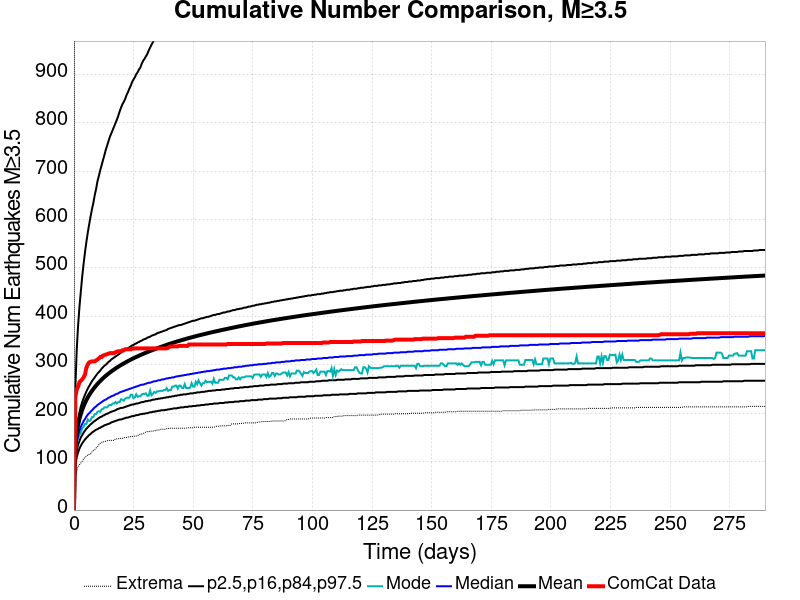 Cumulative Number Comparison, M≥3.5
Cumulative Num Earthquakes M≥3.5
900
800
700
600
500
400
300
200
100
0
0 25 50 75 100 125 150 175 200 225 250 275
Time (days)
Extrema p2.5,p16,p84,p97.5 Mode Median Mean ComCat Data